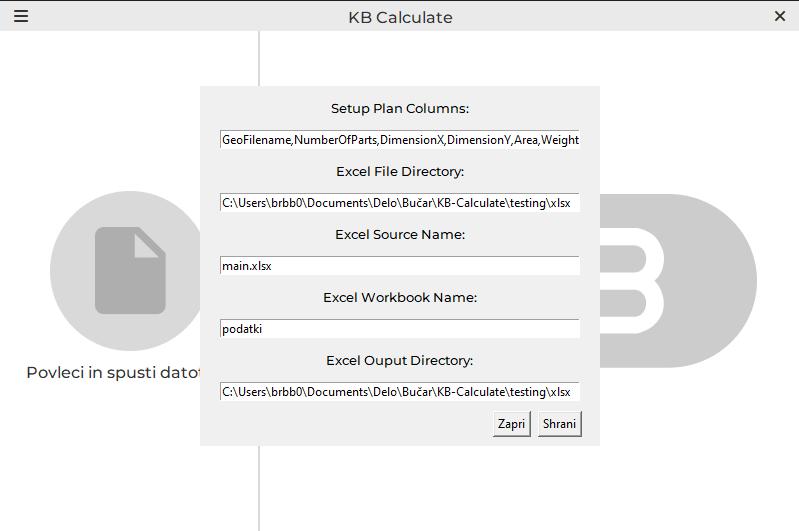 KB Calculate
Setup Plan Columns:
GeoFilename,NumberOfParts,DimensionX,DimensionY,Area,Weight
Excel File Directory:
C:\Users\brbb0\Documents\Delo\Bučar\KB-Calculate\testing\xlsx
Excel Source Name:
main.xlsx
Excel Workbook Name:
podatki
Excel Ouput Directory:
C:\Users\brbb0\Documents\Delo\Bučar\KB-Calculate\testing\xlsx
Zapri Shrani
Povleci in spusti
B